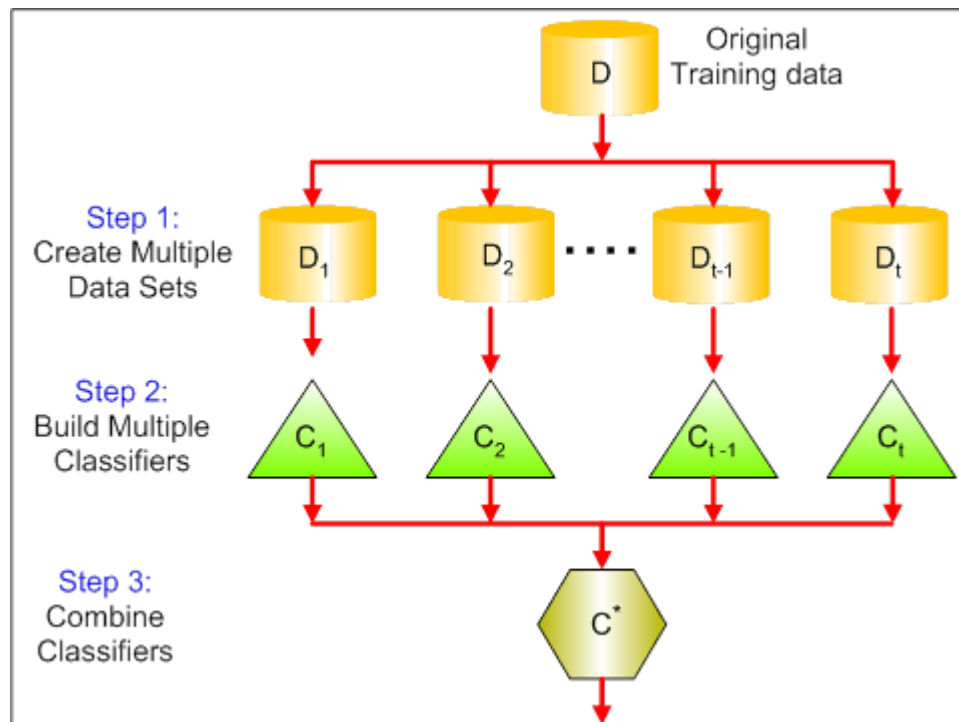 Original
Training data
D
Step 1:
Create Multiple
Data Sets
D1
D2
....
Dt-1
Dt
Step 2:
Build Multiple
Classifiers
C1
C2
Ct -1
Ct
Step 3:
Combine
Classifiers
C*